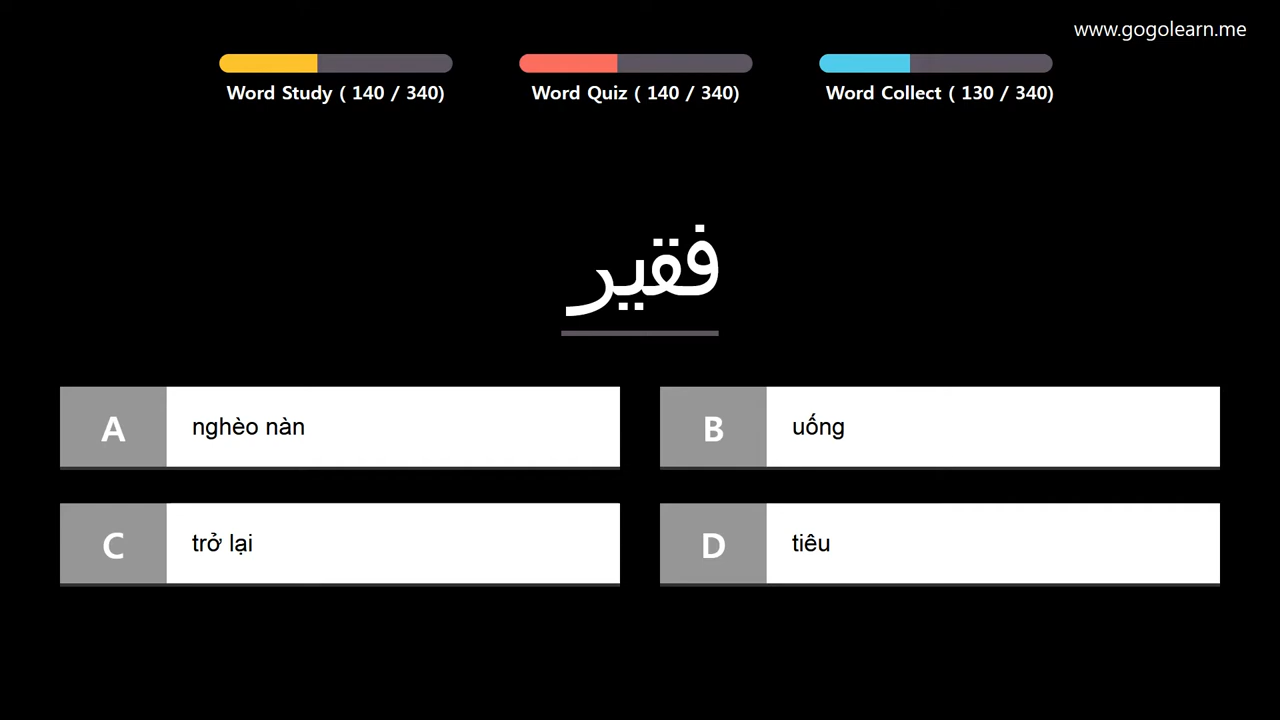 www.gogolearn.me
Word Study ( 140 / 340)
Word Quiz ( 140 / 340)
Word Collect ( 130 / 340)
فقير
A nghèo nàn
B uống
C trở lại
D tiêu